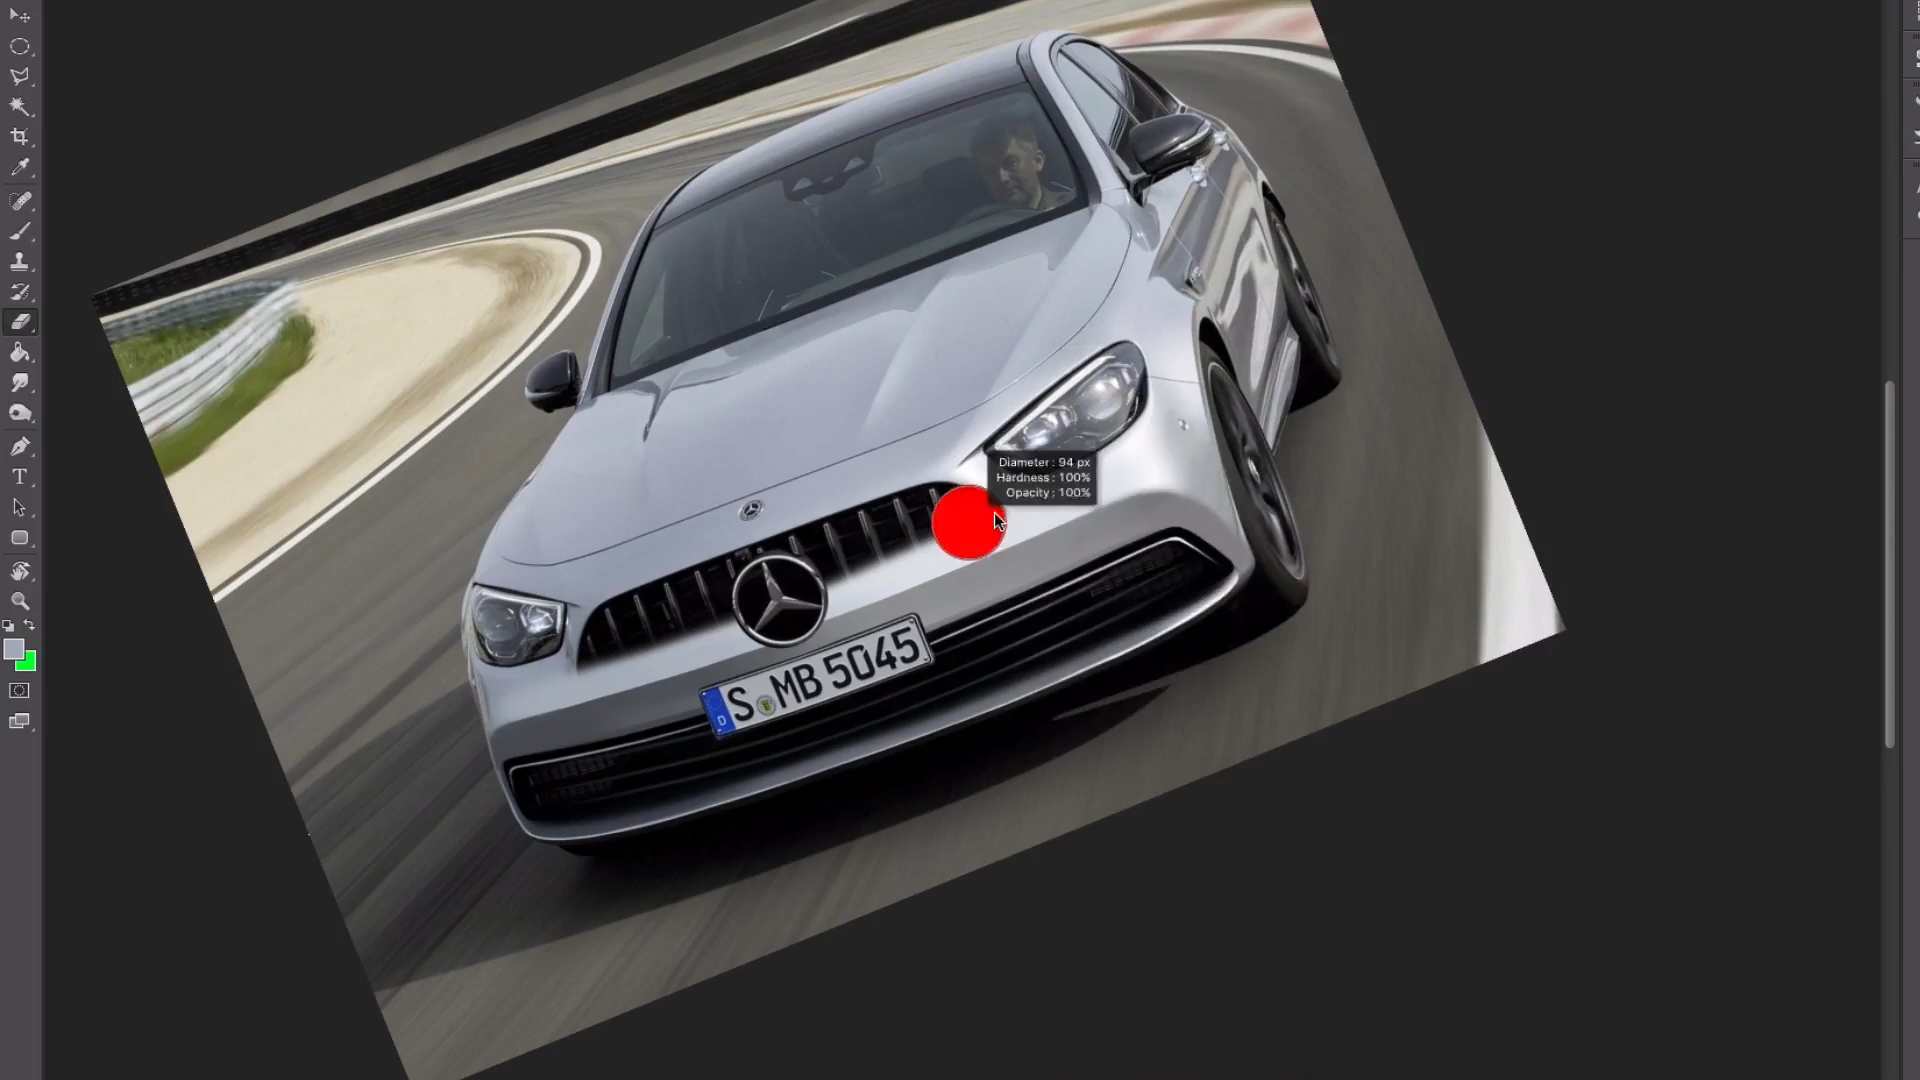 Diameter : 94 px
Hardness : 100%
Opacity : 100%
S MB 5045
D
T